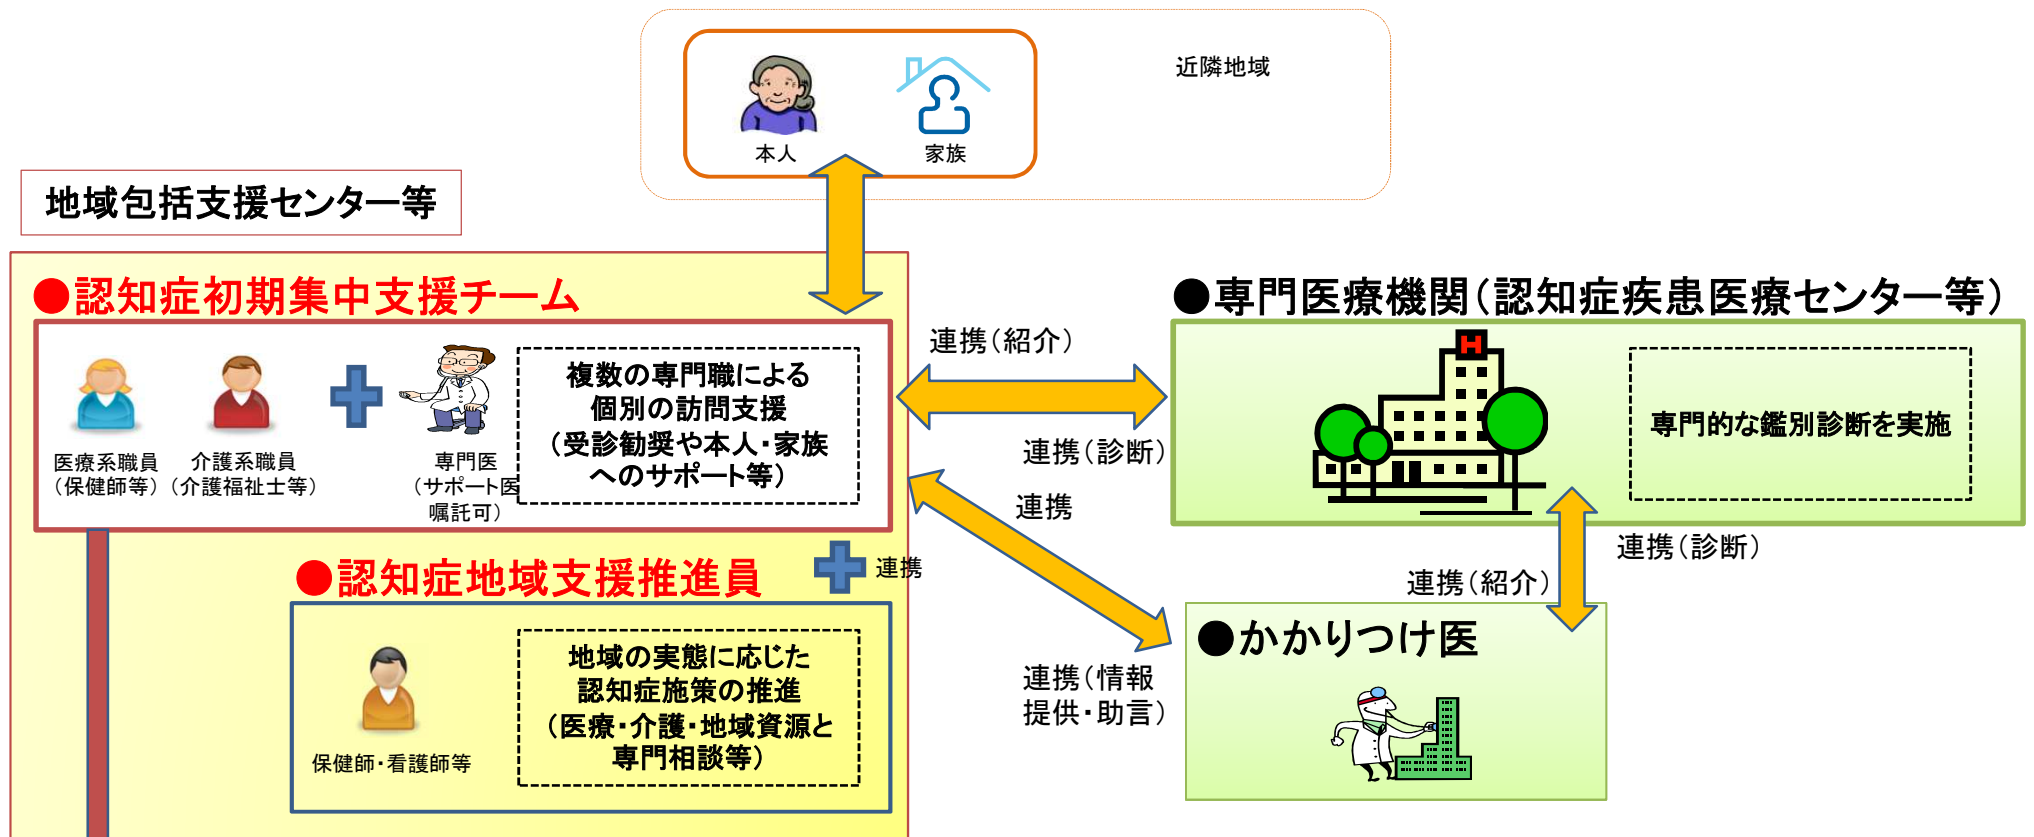 近隣地域
本人
家族
地域包括支援センター等
●認知症初期集中支援チーム
医療系職員
（保健師等）
介護系職員
（介護福祉士等）
専門医
（サポート医
嘱託可）
複数の専門職による
個別の訪問支援
（受診勧奨や本人・家族
へのサポート等）
連携（紹介）
連携（診断）
●専門医療機関（認知症疾患医療センター等）
H
専門的な鑑別診断を実施
連携
連携
●認知症地域支援推進員
保健師・看護師等
地域の実態に応じた
認知症施策の推進
（医療・介護・地域資源と
専門相談等）
連携（情報
提供・助言）
連携（診断）
連携（紹介）
●かかりつけ医